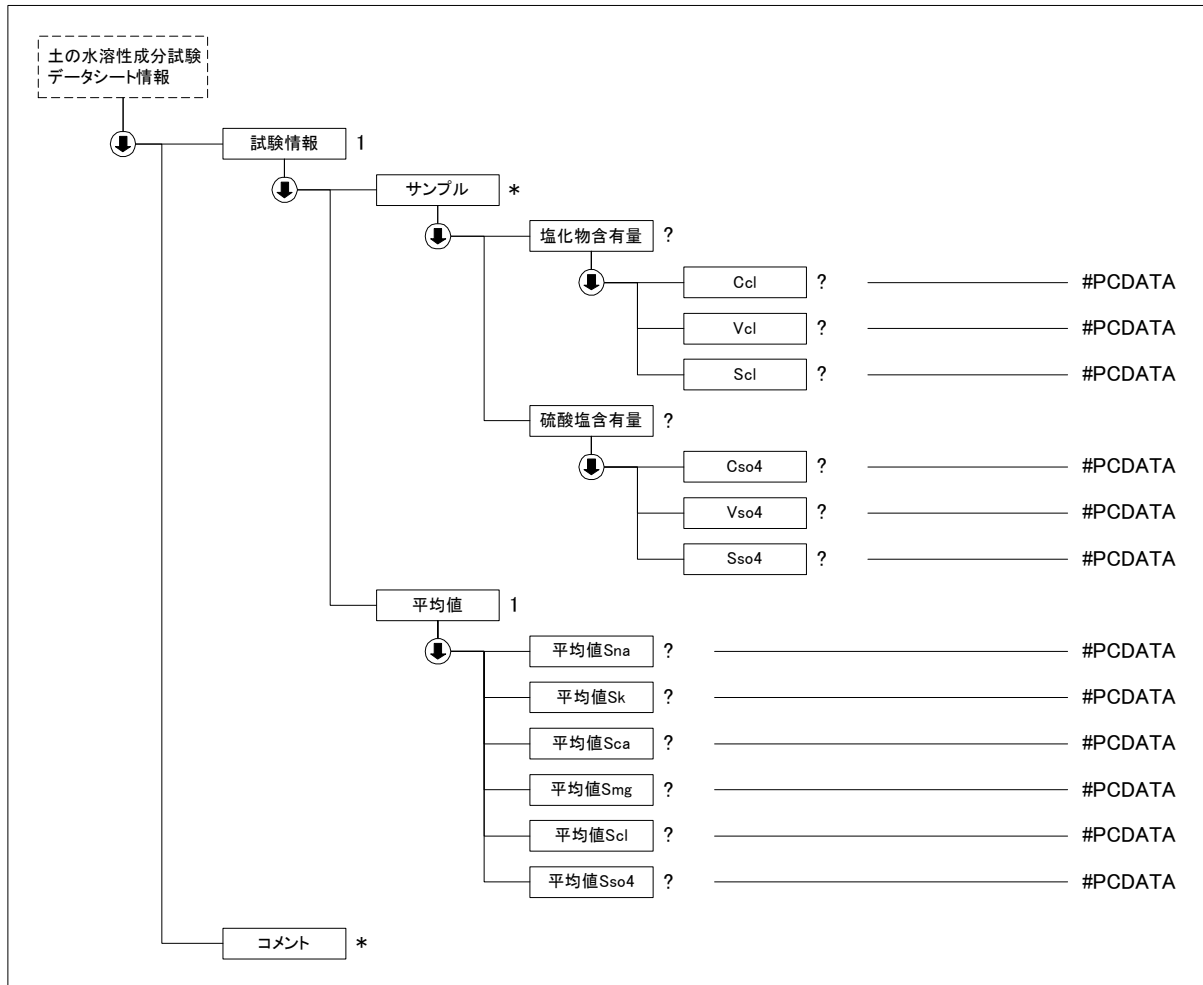 土の水溶性成分試験
データシート情報
試験情報 1
サンプル *
塩化物含有量 ?
Ccl ? #PCDATA
Vcl ? #PCDATA
Scl ? #PCDATA
硫酸塩含有量 ?
Cso4 ? #PCDATA
Vso4 ? #PCDATA
Sso4 ? #PCDATA
平均値 1
平均値Sna ? #PCDATA
平均値Sk ? #PCDATA
平均値Sca ? #PCDATA
平均値Smg ? #PCDATA
平均値Scl ? #PCDATA
平均値Sso4 ? #PCDATA
コメント *